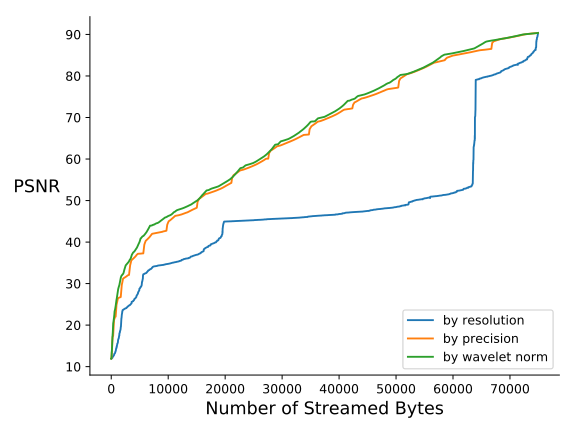 90
80
70
60
50
40
30
20
10
PSNR
0 10000 20000 30000 40000 50000 60000 70000
Number of Streamed Bytes
by resolution
by precision
by wavelet norm